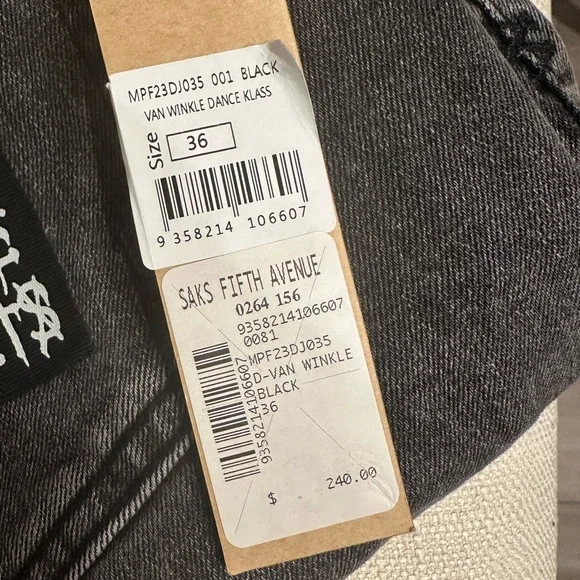 MPF23DJ035 001 BLACK
VAN WINKLE DANCE KLASS
Size 36
9 358214 106607
SAKS FIFTH AVENUE
0264 156
9358214106607
0081
MPF23DJ035
D-VAN WINKLE
BLACK
36
9358214106607
$ 240.00